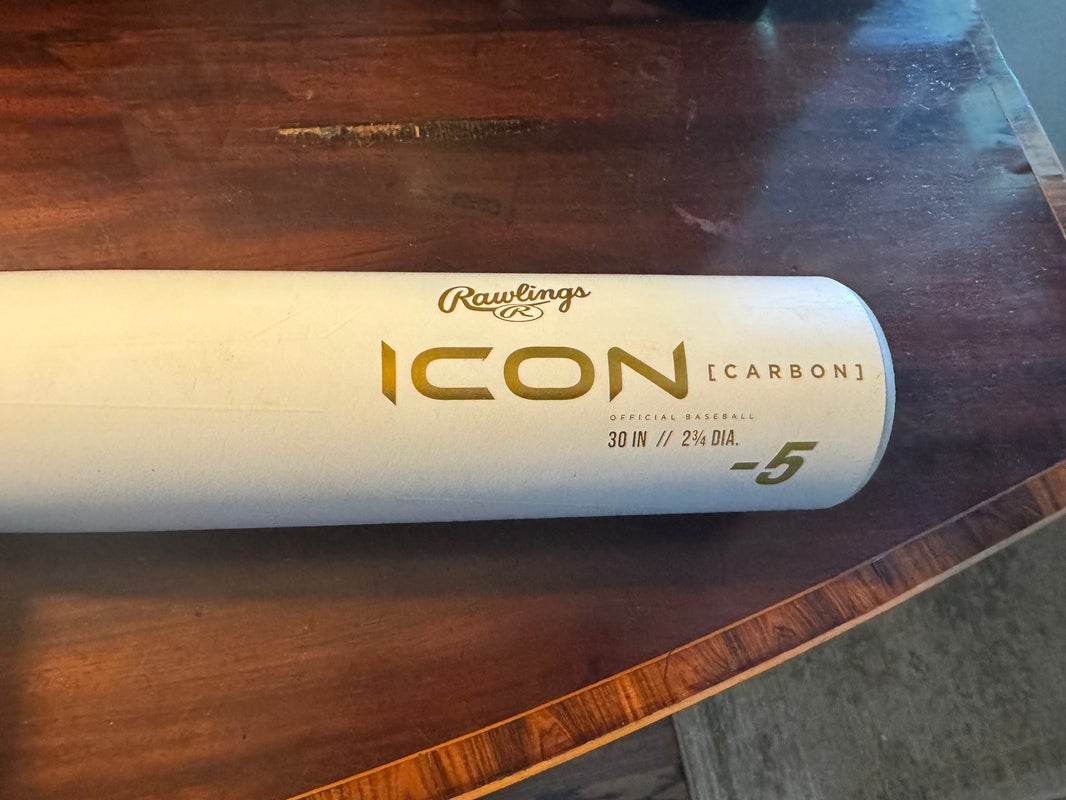 Rawlings
R
ICON [CARBON]
OFFICIAL BASEBALL
30 IN // 2¾ DIA.
-5